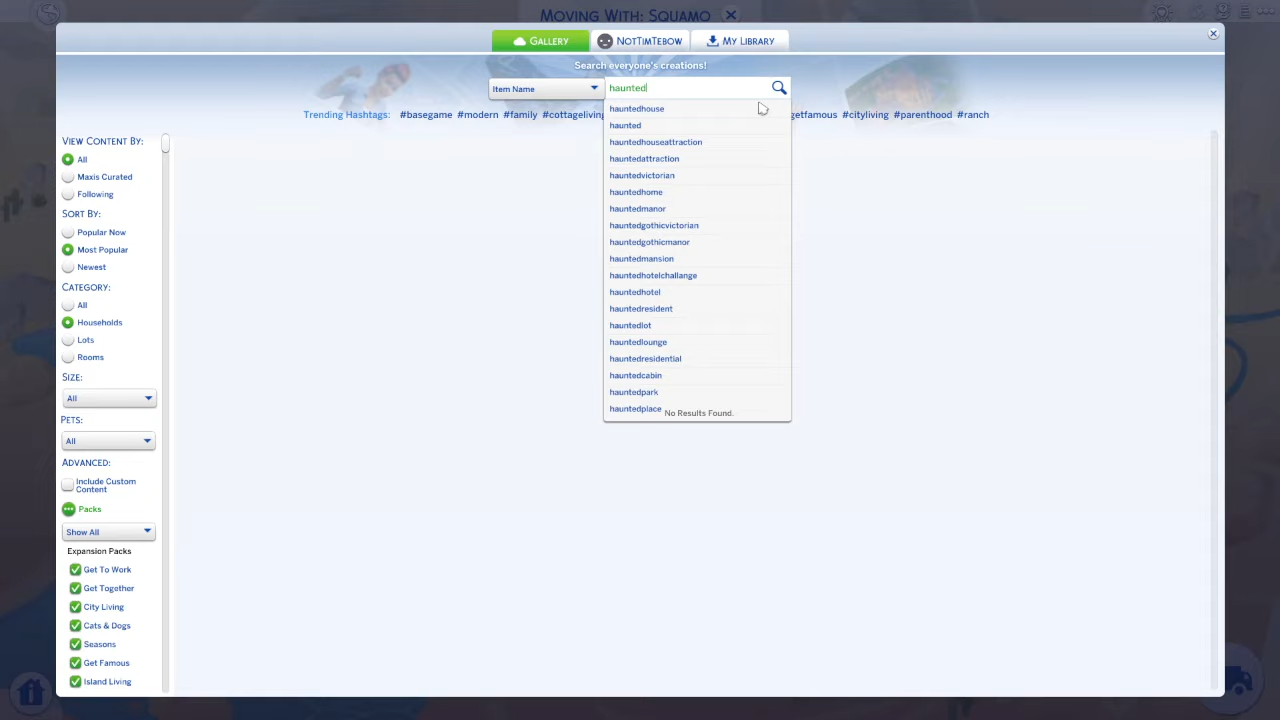 Moving With: Squamo
Gallery
NotTimTebow
My Library
Search everyone's creations!
Item Name
haunted
Trending Hashtags: #basegame #modern #family #cottageliving getfamous #cityliving #parenthood #ranch
hauntedhouse
haunted
hauntedhouseattraction
hauntedattraction
hauntedvictorian
hauntedhome
hauntedmanor
hauntedgothicvictorian
hauntedgothicmanor
hauntedmansion
hauntedhotelchallange
hauntedhotel
hauntedresident
hauntedlot
hauntedlounge
hauntedresidential
hauntedcabin
hauntedpark
hauntedplace
No Results Found.
View Content By:
All
Maxis Curated
Following
Sort By:
Popular Now
Most Popular
Newest
Category:
All
Households
Lots
Rooms
Size:
All
Pets:
All
Advanced:
Include Custom
Content
Packs
Show All
Expansion Packs
Get To Work
Get Together
City Living
Cats & Dogs
Seasons
Get Famous
Island Living